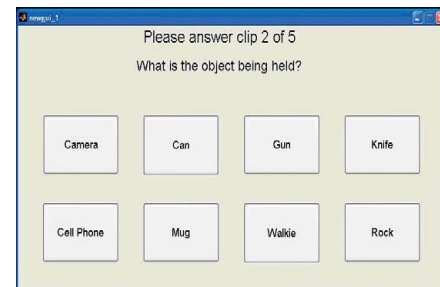 newgui_1
Please answer clip 2 of 5
What is the object being held?
Camera Can Gun Knife
Cell Phone Mug Walkie Rock